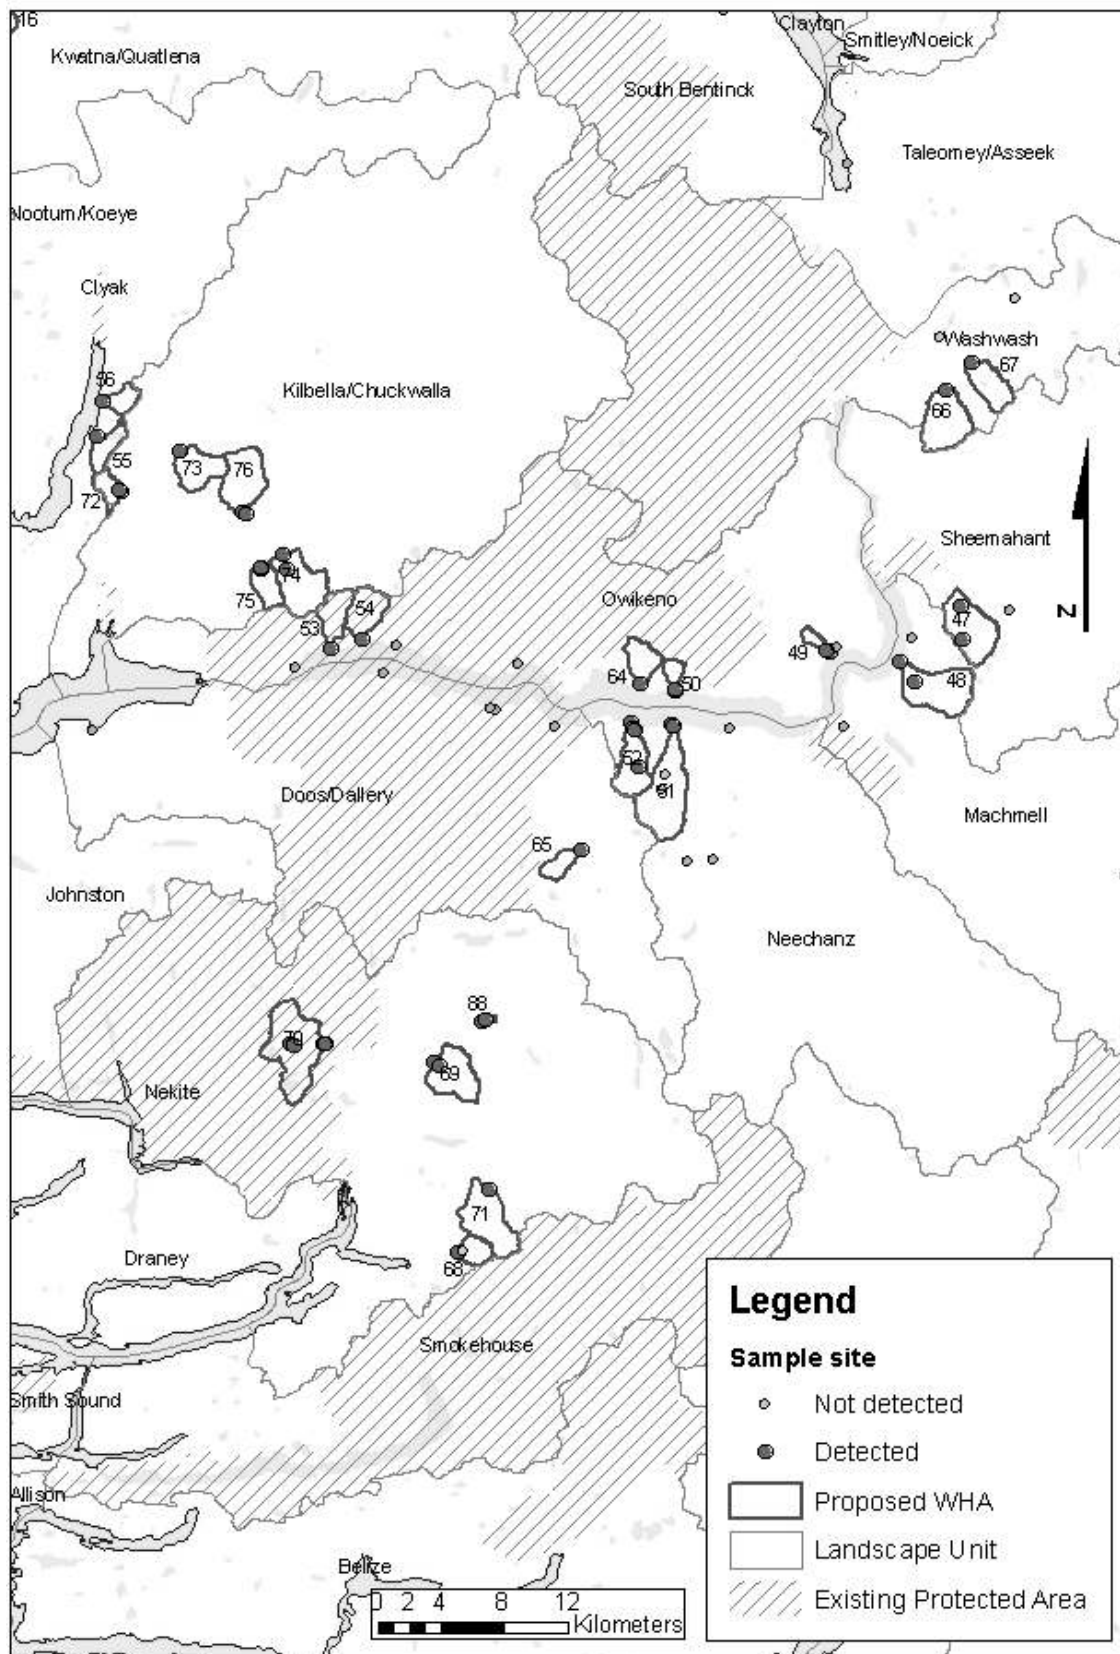 16
Clayton
Smitley/Noeick
Kwatna/Quatlena
South Bentinck
Taleomey/Asseek
Nootum/Koeye
Clyak
Washwash
67
56
Kilbella/Chuckwalla
66
55
73
76
72
Sheemahant
74
75
54
Owikeno
47
53
49
N
64
50
48
52
51
Doos/Dallery
Machmell
65
Johnston
Neechanz
88
70
69
Nekite
71
68
Draney
Smokehouse
Smith Sound
Allison
Belize
0 2 4 8 12
Kilometers
Legend
Sample site
Not detected
Detected
Proposed WHA
Landscape Unit
Existing Protected Area